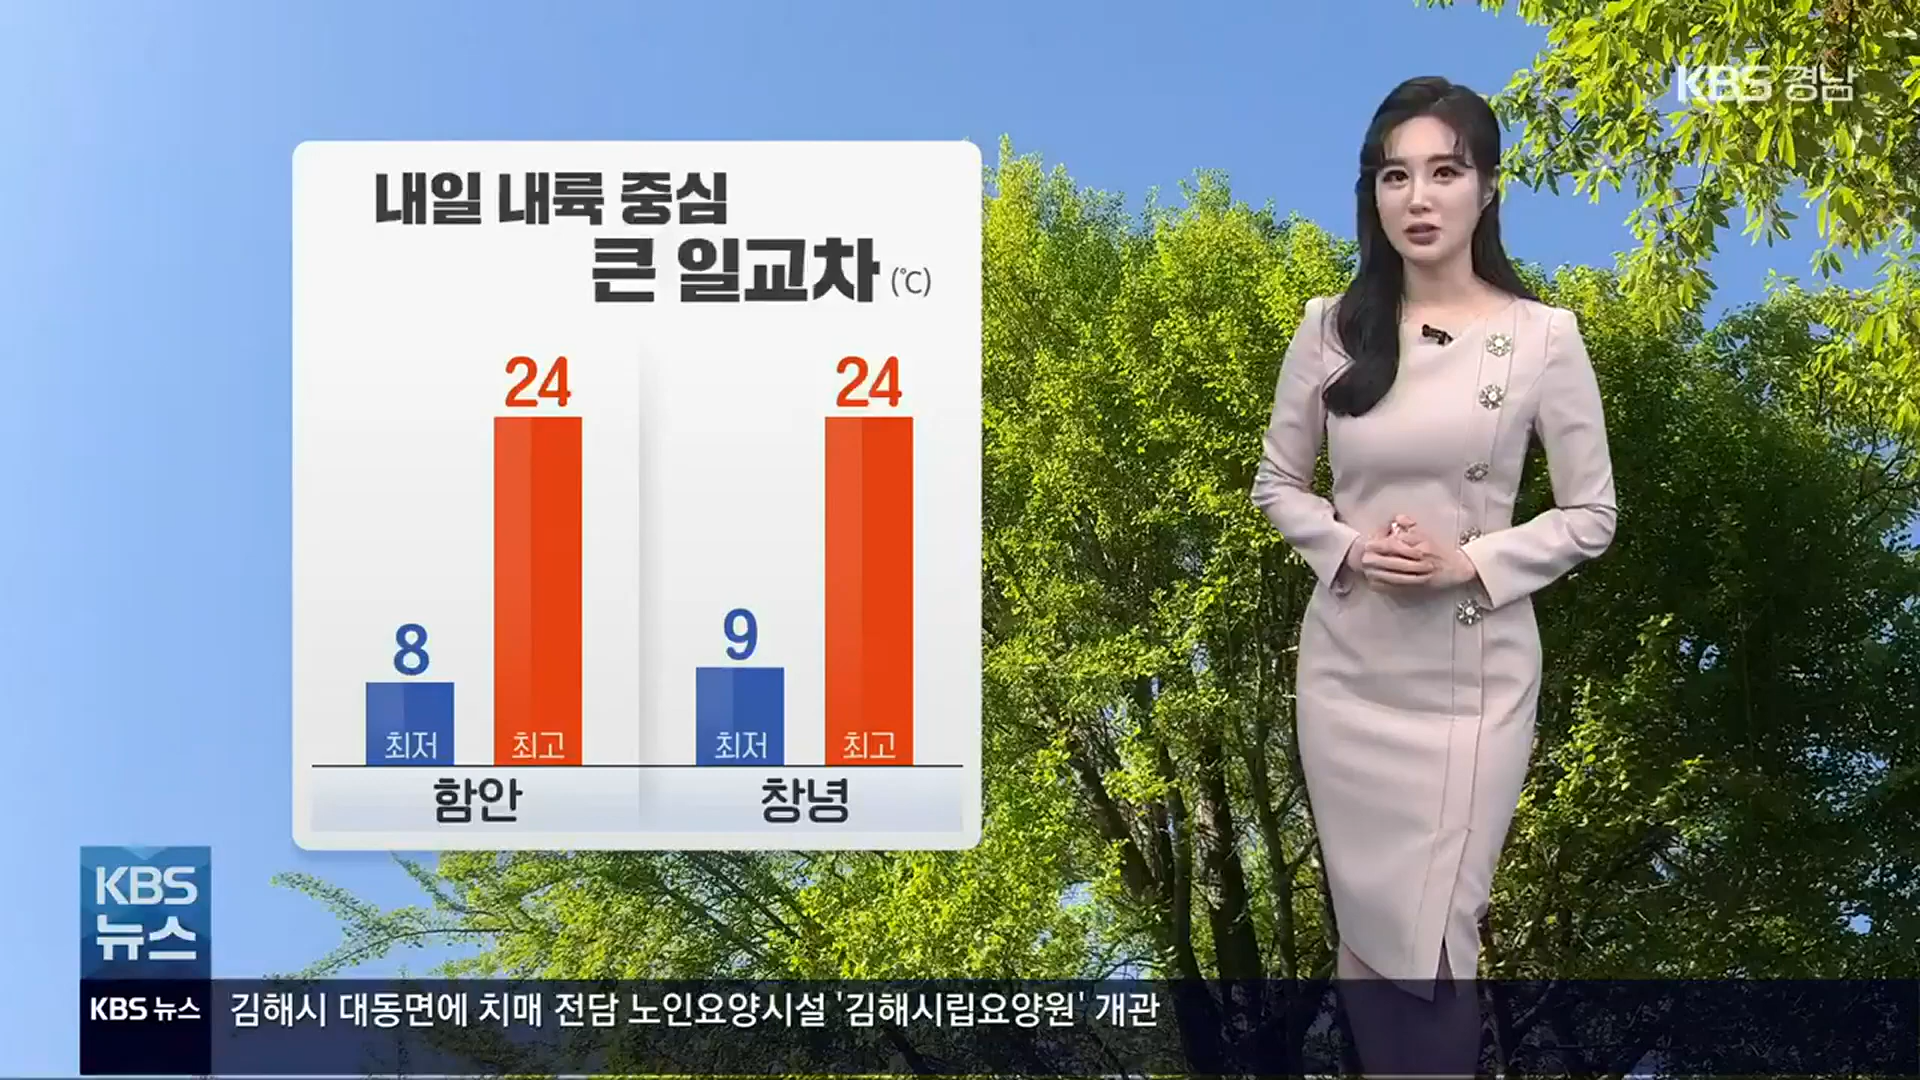 KBS 경남
내일 내륙 중심
큰 일교차 (℃)
24
24
8
9
최저
최고
최저
최고
함안
창녕
KBS
뉴스
KBS 뉴스
김해시 대동면에 치매 전담 노인요양시설 '김해시립요양원' 개관